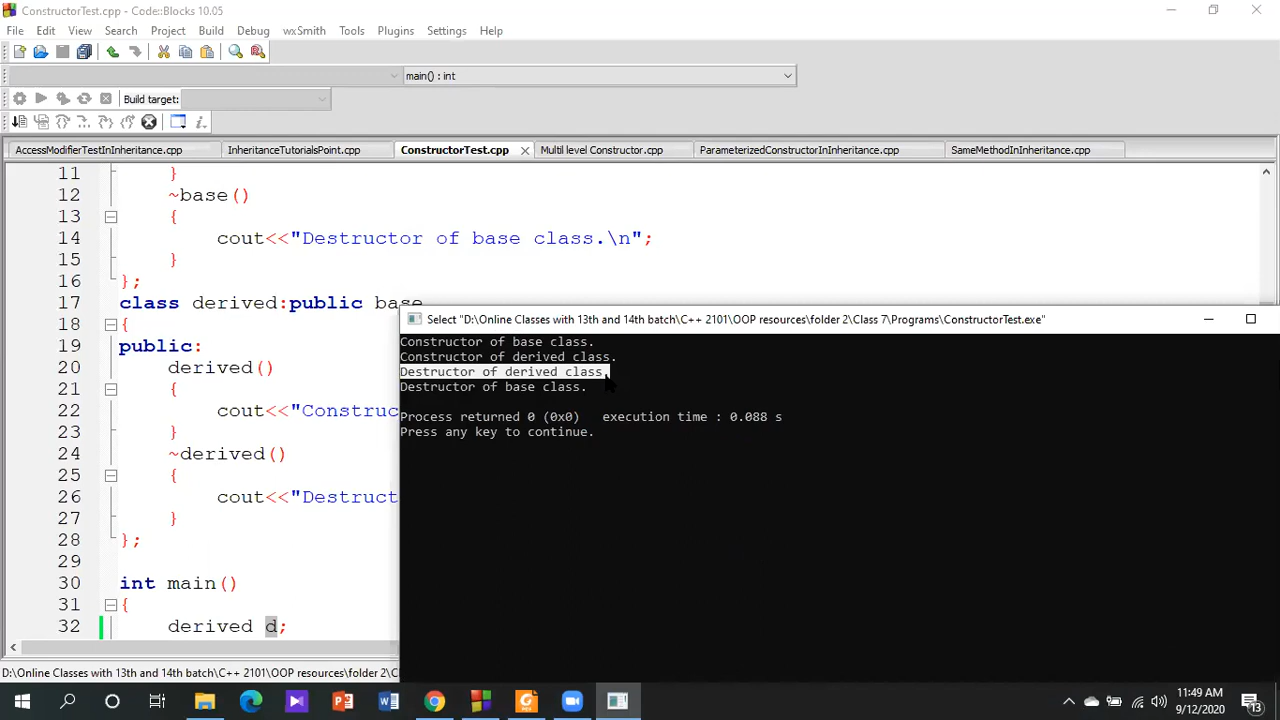 ConstructorTest.cpp - Code::Blocks 10.05
File Edit View Search Project Build Debug wxSmith Tools Plugins Settings Help
main() : int
Build target:
AccessModifierTestInInheritance.cpp InheritanceTutorialsPoint.cpp ConstructorTest.cpp Multi level Constructor.cpp ParameterizedConstructorInInheritance.cpp SameMethodInInheritance.cpp
11 }
12 ~base()
13 {
14 cout<<"Destructor of base class.\n";
15 }
16 };
17 class derived:public base
18 {
19 public:
20 derived()
21 {
22 cout<<"Construc
23 }
24 ~derived()
25 {
26 cout<<"Destruct
27 }
28 };
29
30 int main()
31 {
32 derived d;
Select "D:\Online Classes with 13th and 14th batch\C++ 2101\OOP resources\folder 2\Class 7\Programs\ConstructorTest.exe"
Constructor of base class.
Constructor of derived class.
Destructor of derived class.
Destructor of base class.
Process returned 0 (0x0) execution time : 0.088 s
Press any key to continue.
D:\Online Classes with 13th and 14th batch\C++ 2101\OOP resources\folder 2\Cl
11:49 AM
9/12/2020
13